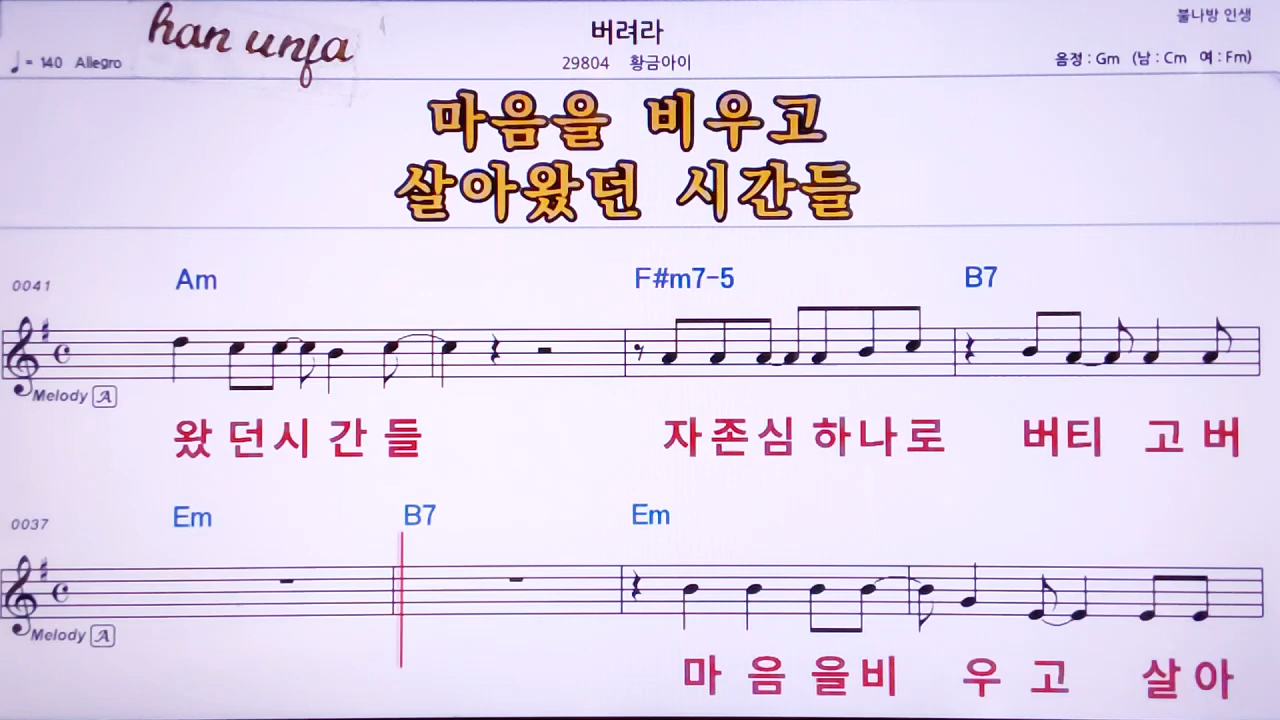 han unja
불나방 인생
버려라
♩= 140 Allegro
29804 황금아이
음정 : Gm (남 : Cm 여 : Fm)
마음을 비우고
살아왔던 시간들
0041
Am F#m7-5 B7
Melody A
왔 던 시 간 들 자 존 심 하 나 로 버 티 고 버
0037
Em B7 Em
Melody A
마 음 을 비 우 고 살 아